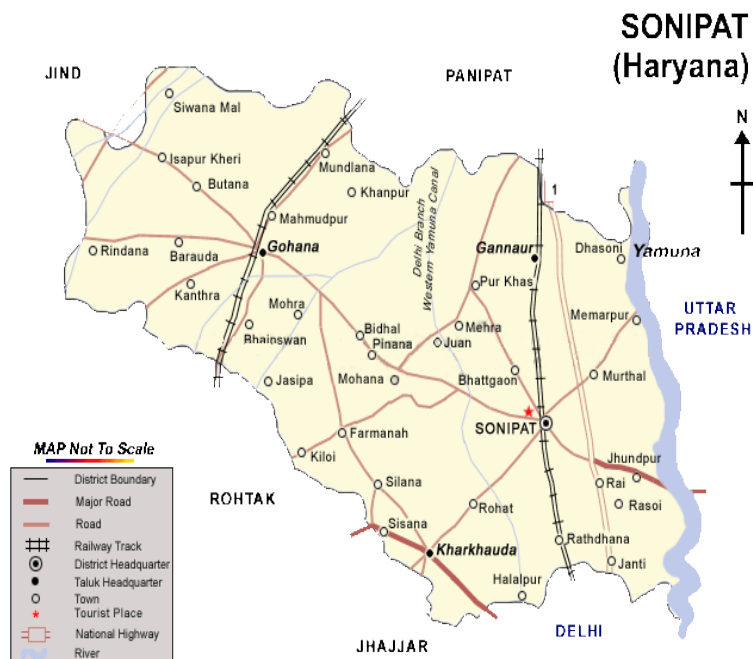 SONIPAT
(Haryana)
JIND
PANIPAT
N
Siwana Mal
Isapur Kheri
Mundlana
Butana
Khanpur
1
Mahmudpur
Delhi Branch
Western Yamuna Canal
Rindana
Barauda
Gohana
Gannaur
Dhasoni
Yamuna
Kanthra
Pur Khas
Mohra
UTTAR
PRADESH
Bhainswan
Bidhal
Mehra
Memarpur
Pinana
Juan
Jasipa
Mohana
Bhattgaon
Murthal
SONIPAT
Farmanah
Kiloi
Jhundpur
MAP Not To Scale
District Boundary
Major Road
Road
Railway Track
District Headquarter
Taluk Headquarter
Town
Tourist Place
National Highway
River
ROHTAK
Silana
Rai
Rohat
Rasoi
Sisana
Kharkhauda
Rathdhana
Janti
Halalpur
JHAJJAR
DELHI